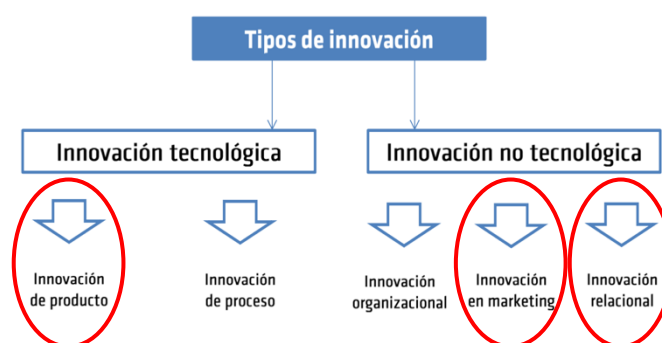 Tipos de innovación
Innovación tecnológica
Innovación no tecnológica
Innovación
de producto
Innovación
de proceso
Innovación
organizacional
Innovación
en marketing
Innovación
relacional